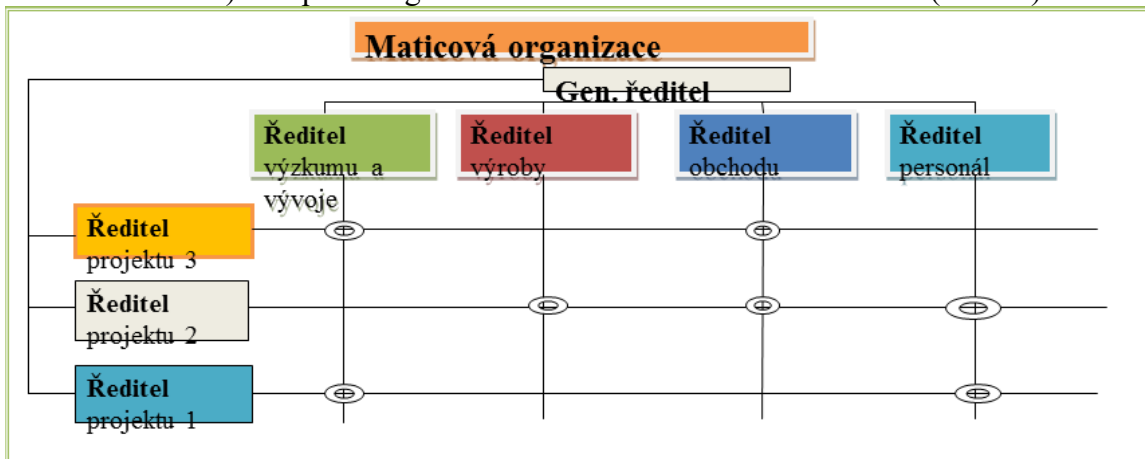 Maticová organizace
Gen. ředitel
Ředitel
výzkumu a
vývoje
Ředitel
výroby
Ředitel
obchodu
Ředitel
personál
Ředitel
projektu 3
Ředitel
projektu 2
Ředitel
projektu 1